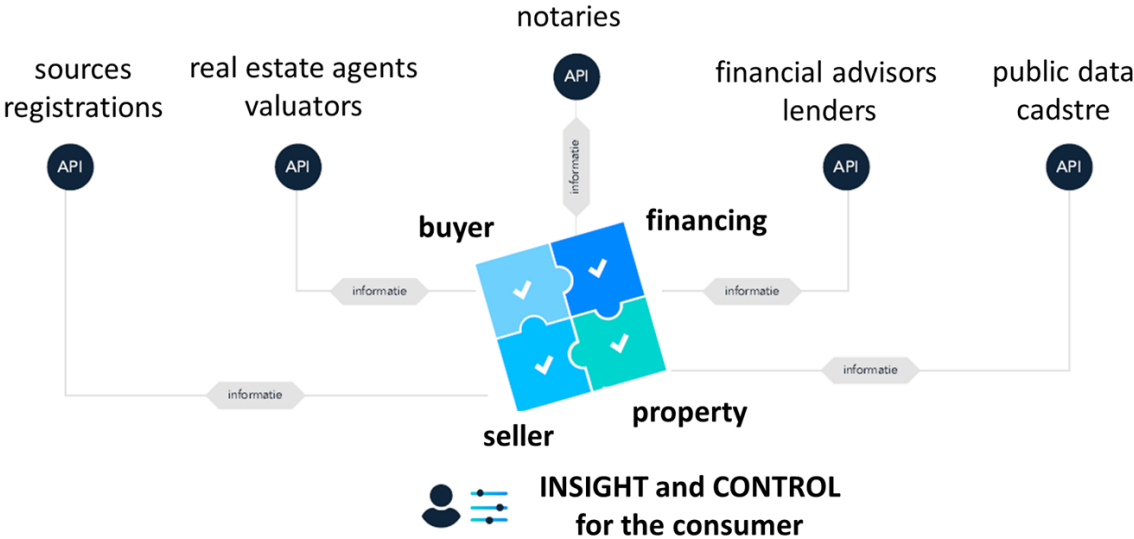 notaries
sources
registrations
real estate agents
valuators
financial advisors
lenders
public data
cadstre
API
API
API
API
API
informatie
buyer
financing
informatie
informatie
informatie
informatie
property
seller
INSIGHT and CONTROL
for the consumer